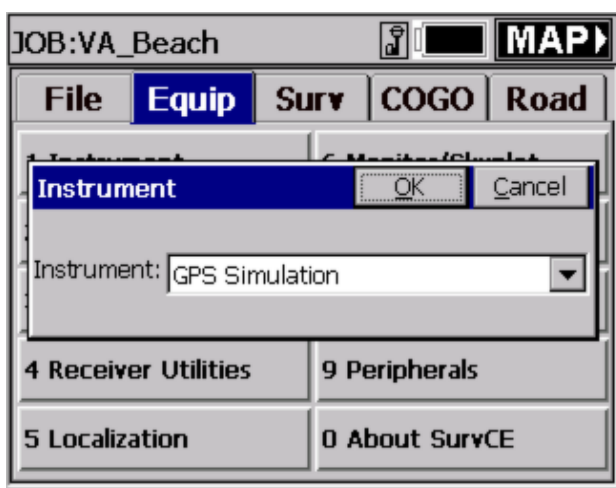 JOB:VA_Beach MAP
File Equip Surv COGO Road
Instrument OK Cancel
Instrument: GPS Simulation
4 Receiver Utilities 9 Peripherals
5 Localization 0 About SurvCE